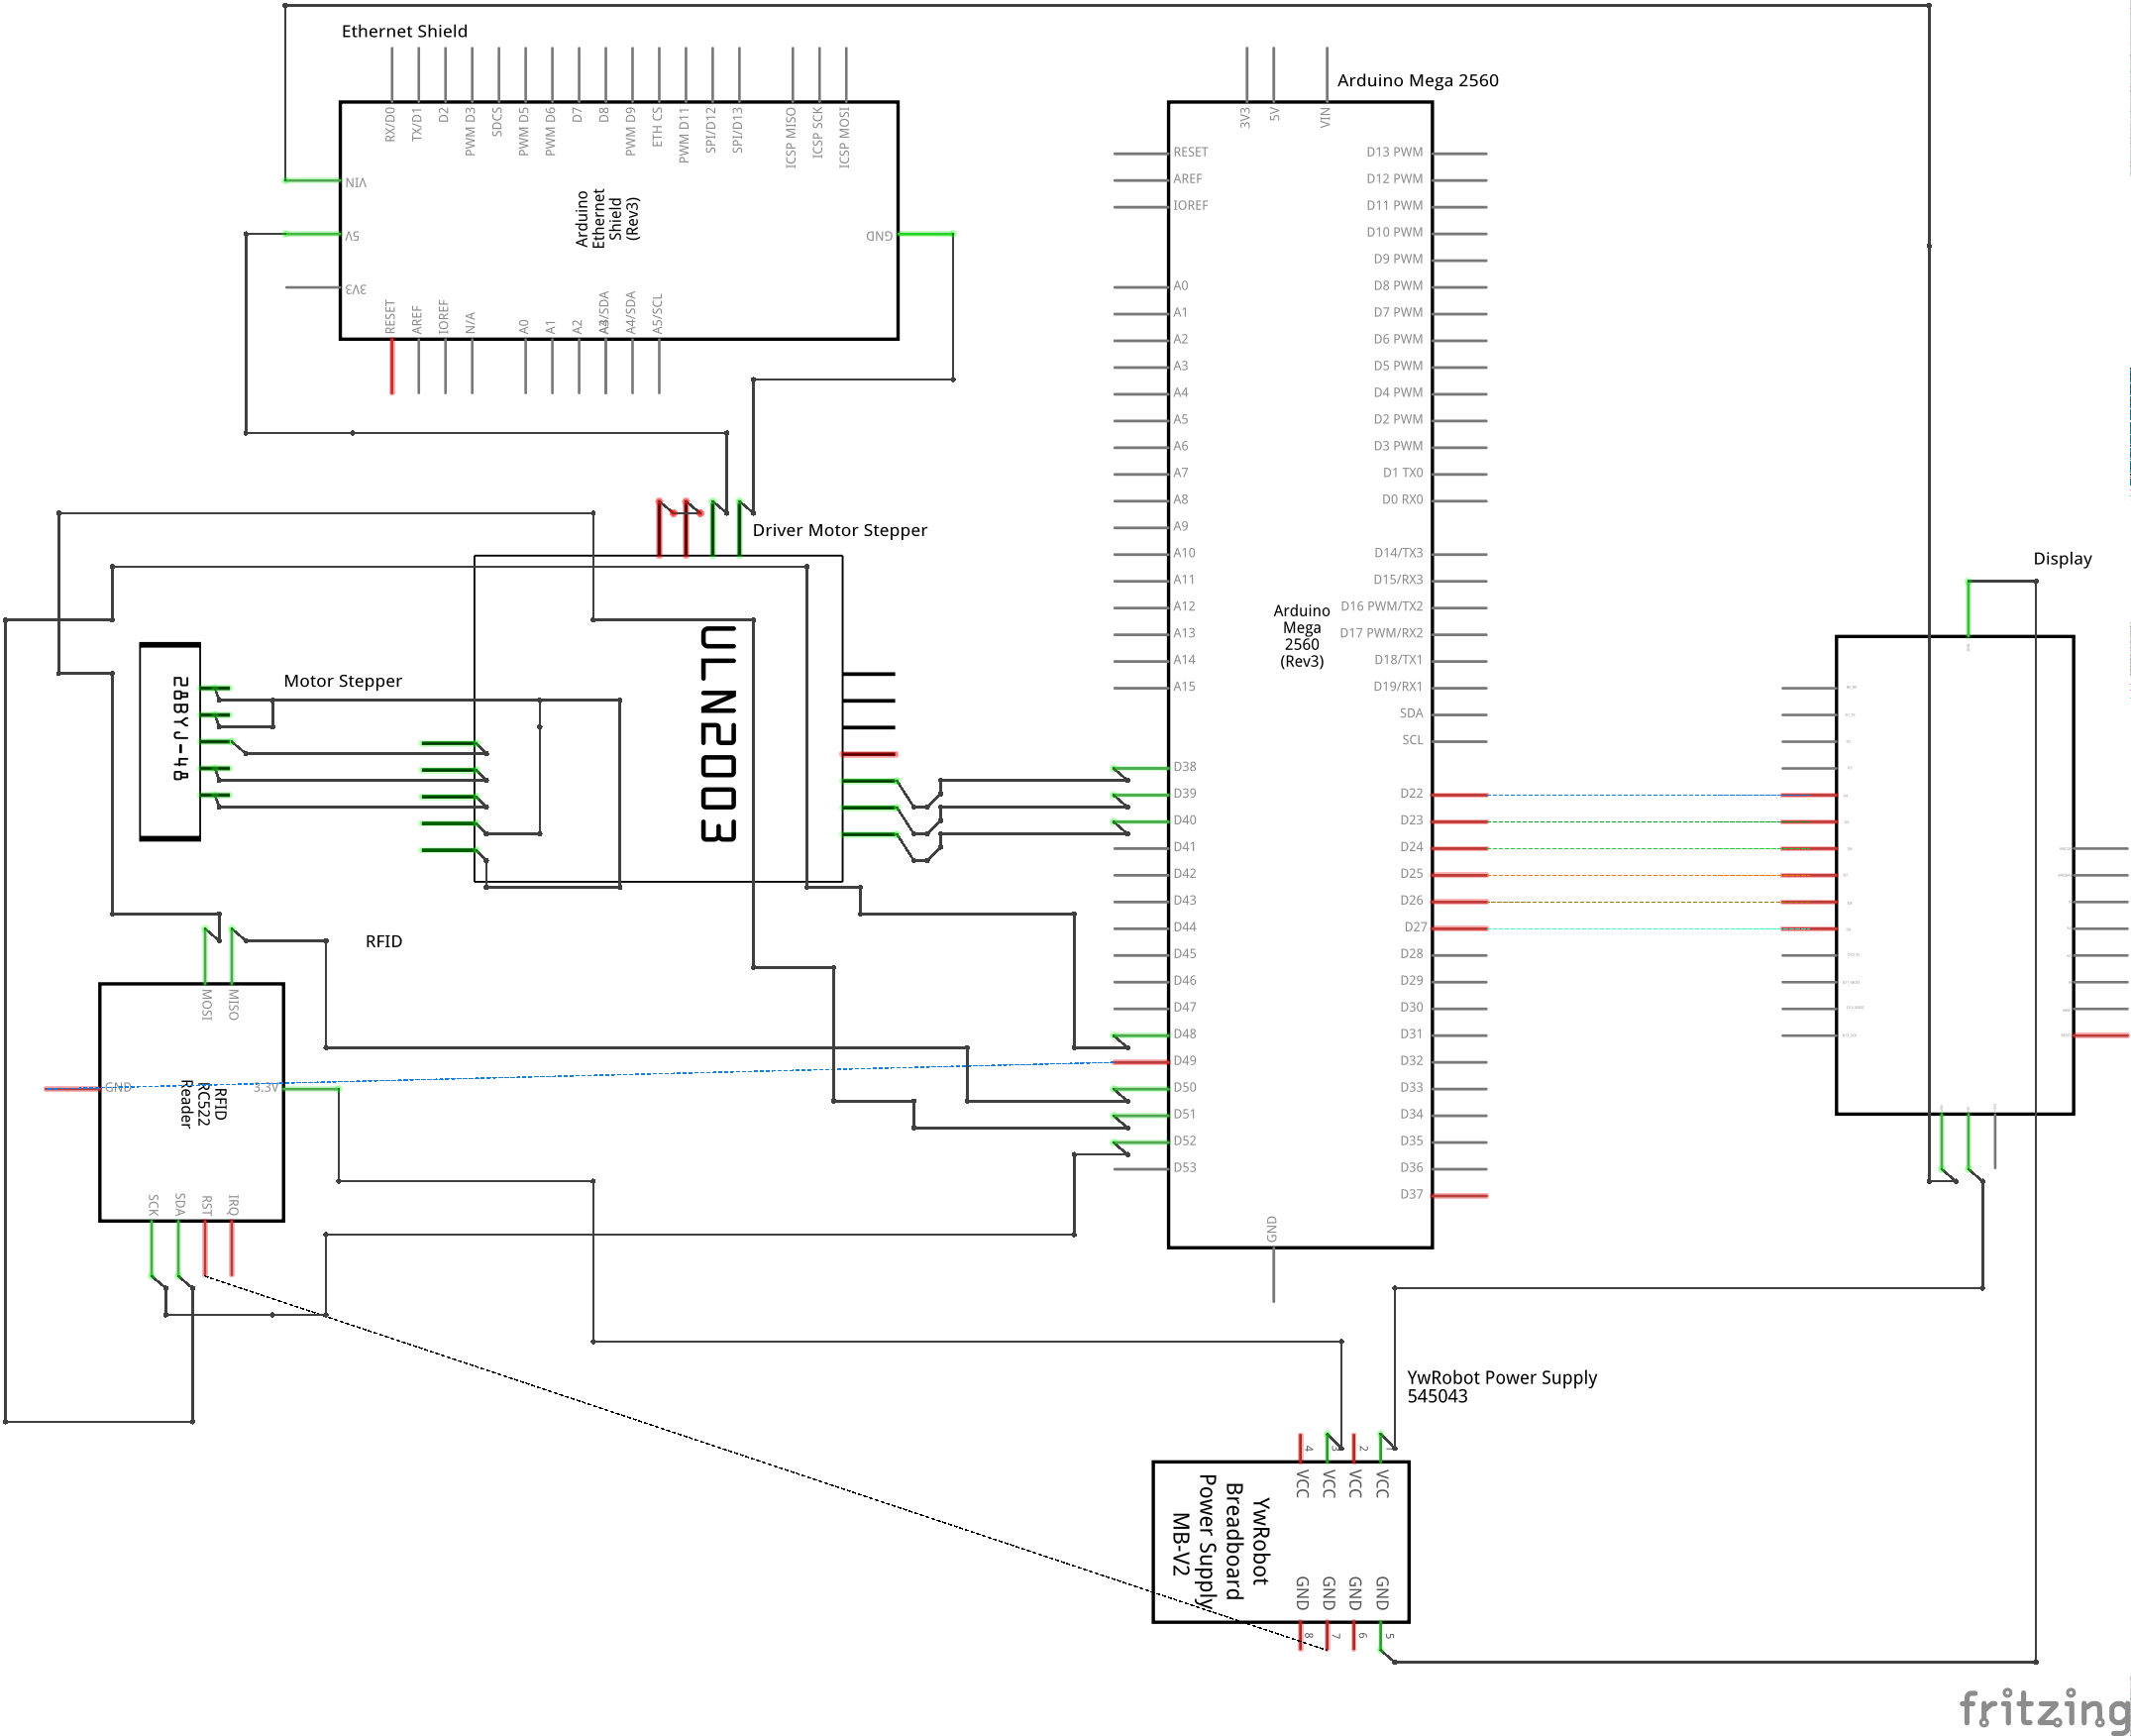 Ethernet Shield
RX/D0
TX/D1
D2
PWM D3
SDCS
PWM D5
PWM D6
D7
D8
PWM D9
ETH CS
PWM D11
SPI/D12
SPI/D13
ICSP MISO
ICSP SCK
ICSP MOSI
VIN
5V
3V3
GND
Arduino
Ethernet
Shield
(Rev3)
RESET
AREF
IOREF
N/A
A0
A1
A2
A4/SDA
A5/SCL
Arduino Mega 2560
3V3
5V
VIN
RESET
AREF
IOREF
A0
A1
A2
A3
A4
A5
A6
A7
A8
A9
A10
A11
A12
A13
A14
A15
D38
D39
D40
D41
D42
D43
D44
D45
D46
D47
D48
D49
D50
D51
D52
D53
Arduino
Mega
2560
(Rev3)
D13 PWM
D12 PWM
D11 PWM
D10 PWM
D9 PWM
D8 PWM
D7 PWM
D6 PWM
D5 PWM
D4 PWM
D2 PWM
D3 PWM
D1 TX0
D0 RX0
D14/TX3
D15/RX3
D16 PWM/TX2
D17 PWM/RX2
D18/TX1
D19/RX1
SDA
SCL
D22
D23
D24
D25
D26
D27
D28
D29
D30
D31
D32
D33
D34
D35
D36
D37
GND
Driver Motor Stepper
ULN2003
Motor Stepper
28BYJ-48
Display
RFID
MOSI
MISO
GND
3.3V
RFID
RC522
Reader
SCK
SDA
RST
IRQ
YwRobot Power Supply
545043
4
3
2
1
VCC
VCC
VCC
VCC
YwRobot
Breadboard
Power Supply
MB-V2
GND
GND
GND
GND
8
7
6
5
fritzing